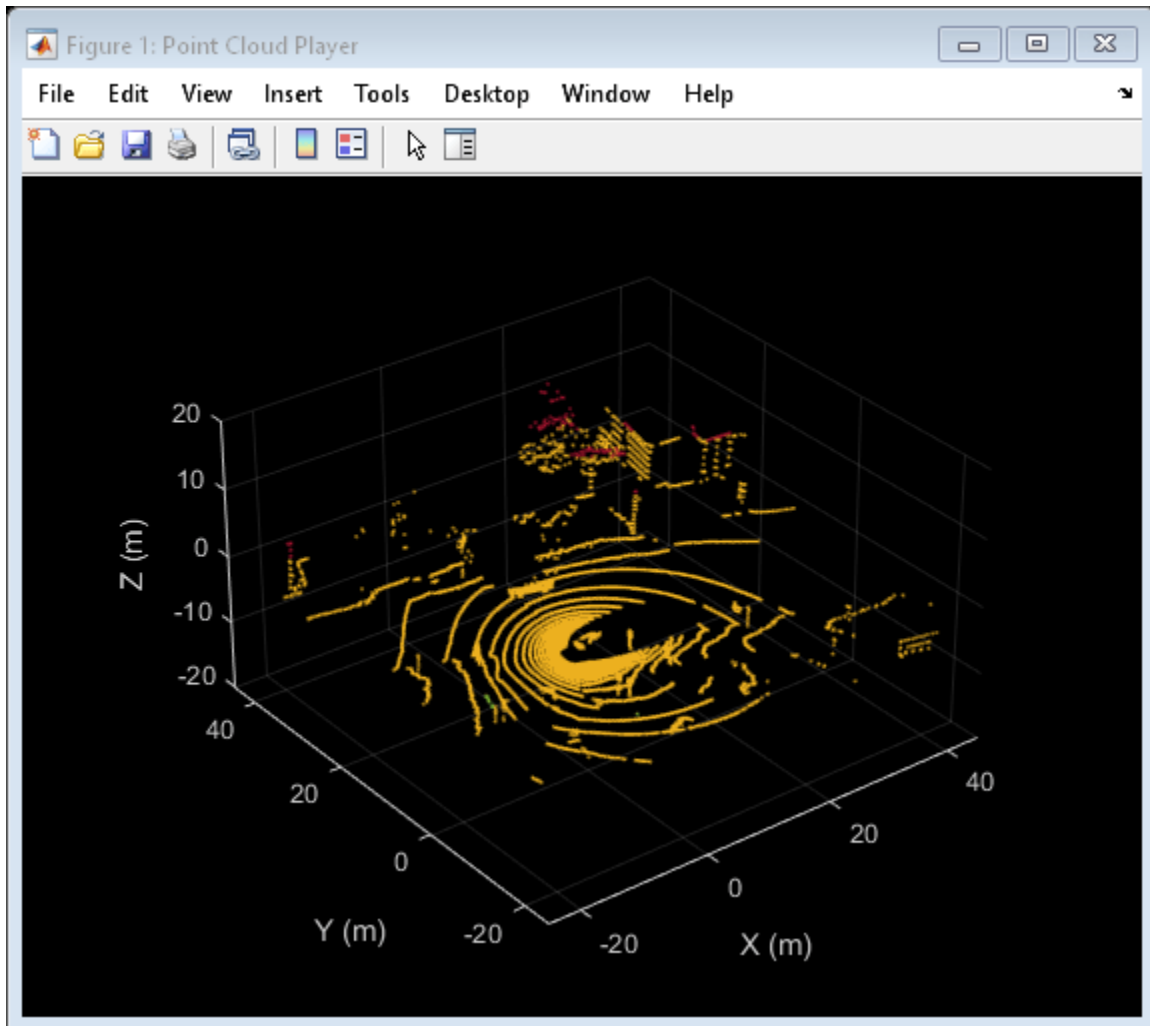 Figure 1: Point Cloud Player
File Edit View Insert Tools Desktop Window Help
20
10
0
-10
-20
Z (m)
40
20
0
-20
Y (m)
-20
0
20
40
X (m)